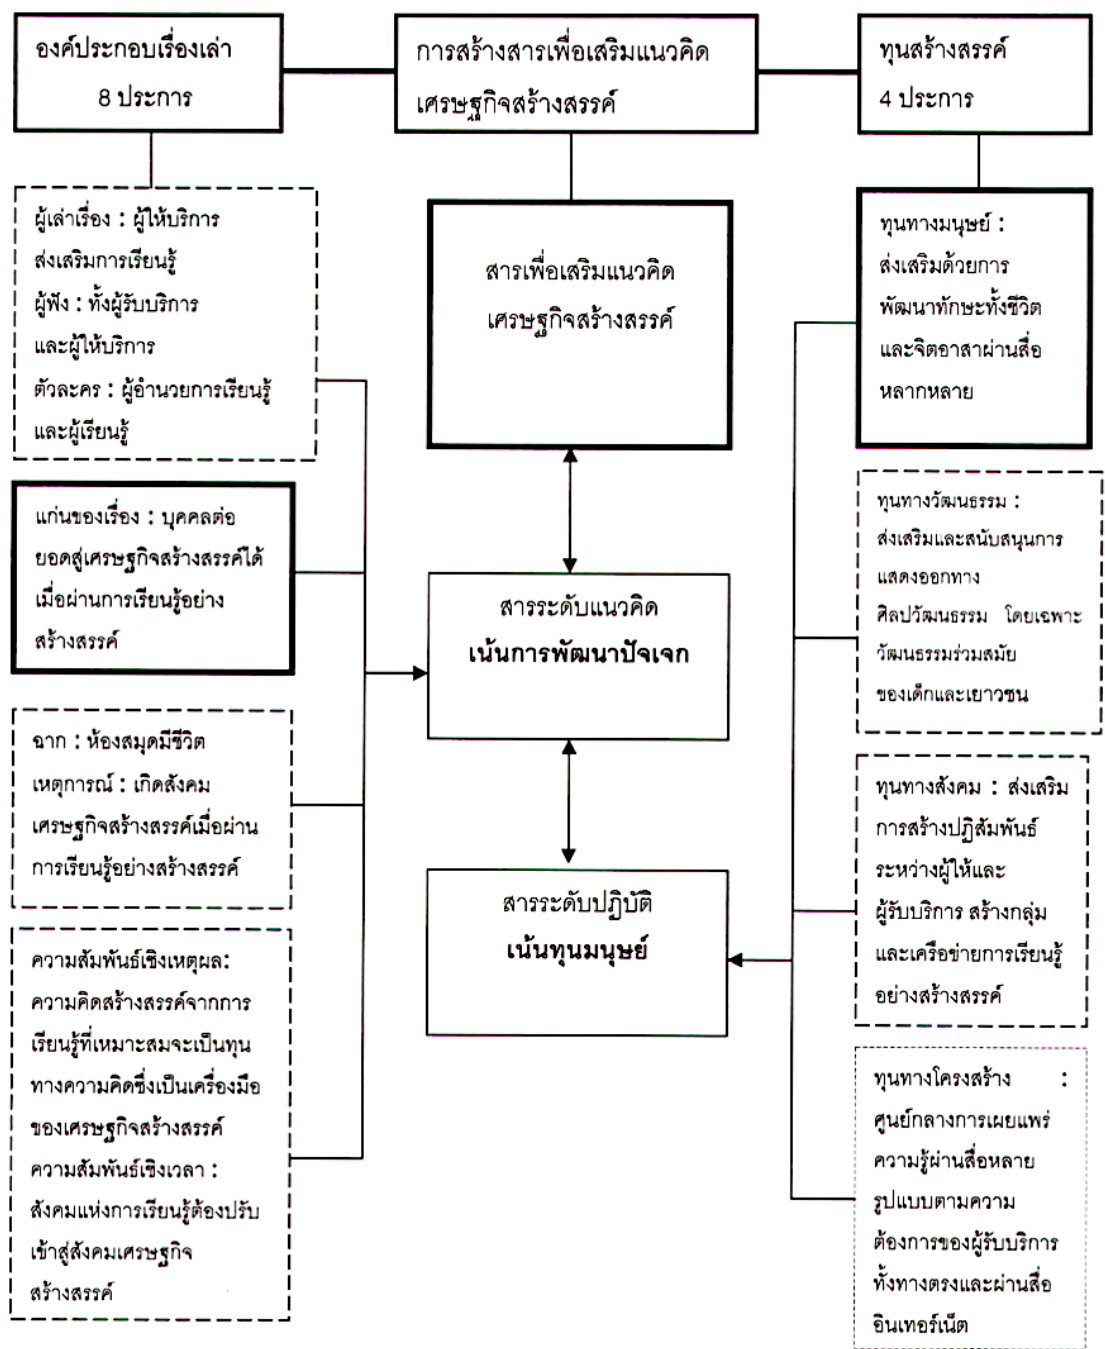 องค์ประกอบเรื่องเล่า
8 ประการ
การสร้างสารเพื่อเสริมแนวคิด
เศรษฐกิจสร้างสรรค์
ทุนสร้างสรรค์
4 ประการ
ผู้เล่าเรื่อง : ผู้ให้บริการ
ส่งเสริมการเรียนรู้
ผู้ฟัง : ทั้งผู้รับบริการ
และผู้ให้บริการ
ตัวละคร : ผู้อำนวยการเรียนรู้
และผู้เรียนรู้
แก่นของเรื่อง : บุคคลต่อ
ยอดสู่เศรษฐกิจสร้างสรรค์ได้
เมื่อผ่านการเรียนรู้อย่าง
สร้างสรรค์
ฉาก : ห้องสมุดมีชีวิต
เหตุการณ์ : เกิดสังคม
เศรษฐกิจสร้างสรรค์เมื่อผ่าน
การเรียนรู้อย่างสร้างสรรค์
ความสัมพันธ์เชิงเหตุผล:
ความคิดสร้างสรรค์จากการ
เรียนรู้ที่เหมาะสมจะเป็นทุน
ทางความคิดซึ่งเป็นเครื่องมือ
ของเศรษฐกิจสร้างสรรค์
ความสัมพันธ์เชิงเวลา :
สังคมแห่งการเรียนรู้ต้องปรับ
เข้าสู่สังคมเศรษฐกิจ
สร้างสรรค์
สารเพื่อเสริมแนวคิด
เศรษฐกิจสร้างสรรค์
สารระดับแนวคิด
เน้นการพัฒนาปัจเจก
สารระดับปฏิบัติ
เน้นทุนมนุษย์
ทุนทางมนุษย์ :
ส่งเสริมด้วยการ
พัฒนาทักษะทั้งชีวิต
และจิตอาสาผ่านสื่อ
หลากหลาย
ทุนทางวัฒนธรรม :
ส่งเสริมและสนับสนุนการ
แสดงออกทาง
ศิลปวัฒนธรรม โดยเฉพาะ
วัฒนธรรมร่วมสมัย
ของเด็กและเยาวชน
ทุนทางสังคม : ส่งเสริม
การสร้างปฏิสัมพันธ์
ระหว่างผู้ให้และ
ผู้รับบริการ สร้างกลุ่ม
และเครือข่ายการเรียนรู้
อย่างสร้างสรรค์
ทุนทางโครงสร้าง :
ศูนย์กลางการเผยแพร่
ความรู้ผ่านสื่อหลาย
รูปแบบตามความ
ต้องการของผู้รับบริการ
ทั้งทางตรงและผ่านสื่อ
อินเทอร์เน็ต